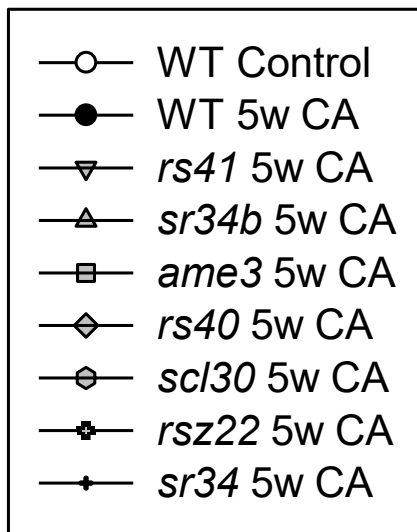 WT Control
WT 5w CA
rs41 5w CA
sr34b 5w CA
ame3 5w CA
rs40 5w CA
scl30 5w CA
rsz22 5w CA
sr34 5w CA